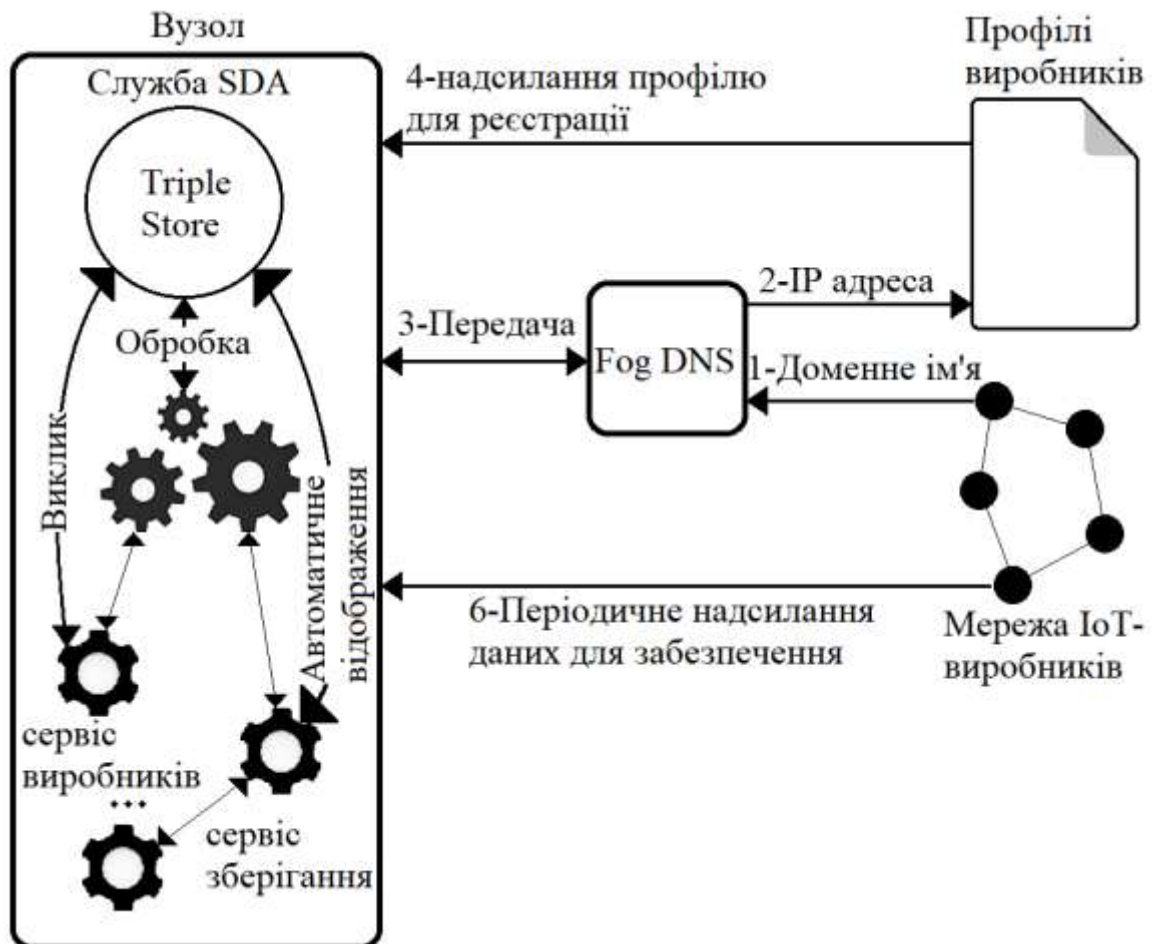 Вузол
Служба SDA
Triple
Store
Обробка
Виклик
Автоматичне
відображення
сервіс
виробників
...
сервіс
зберігання
4-надсилання профілю
для реєстрації
Профілі
виробників
2-IP адреса
3-Передача
Fog DNS
1-Доменне ім'я
6-Періодичне надсилання
даних для забезпечення
Мережа IoT-
виробників